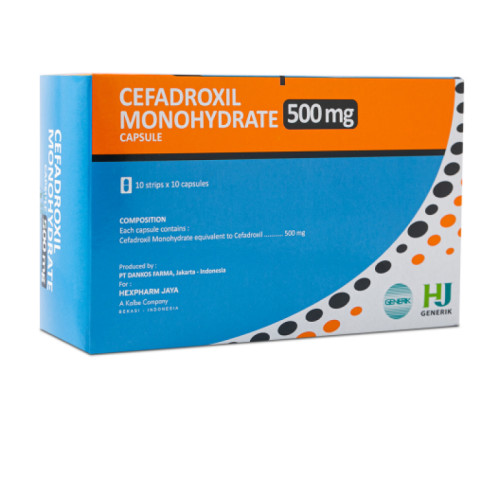 CEFADROXIL
MONOHYDRATE 500 mg
CAPSULE
10 strips x 10 capsules
COMPOSITION
Each capsule contains :
Cefadroxil Monohydrate equivalent to Cefadroxil .......... 500 mg
Produced by :
PT DANKOS FARMA, Jakarta - Indonesia
For :
HEXPHARM JAYA
A Kalbe Company
BEKASI - INDONESIA
GENERIK
HJ
GENERIK
CEFADROXIL
MONOHYDRATE
CAPSULE 500 mg